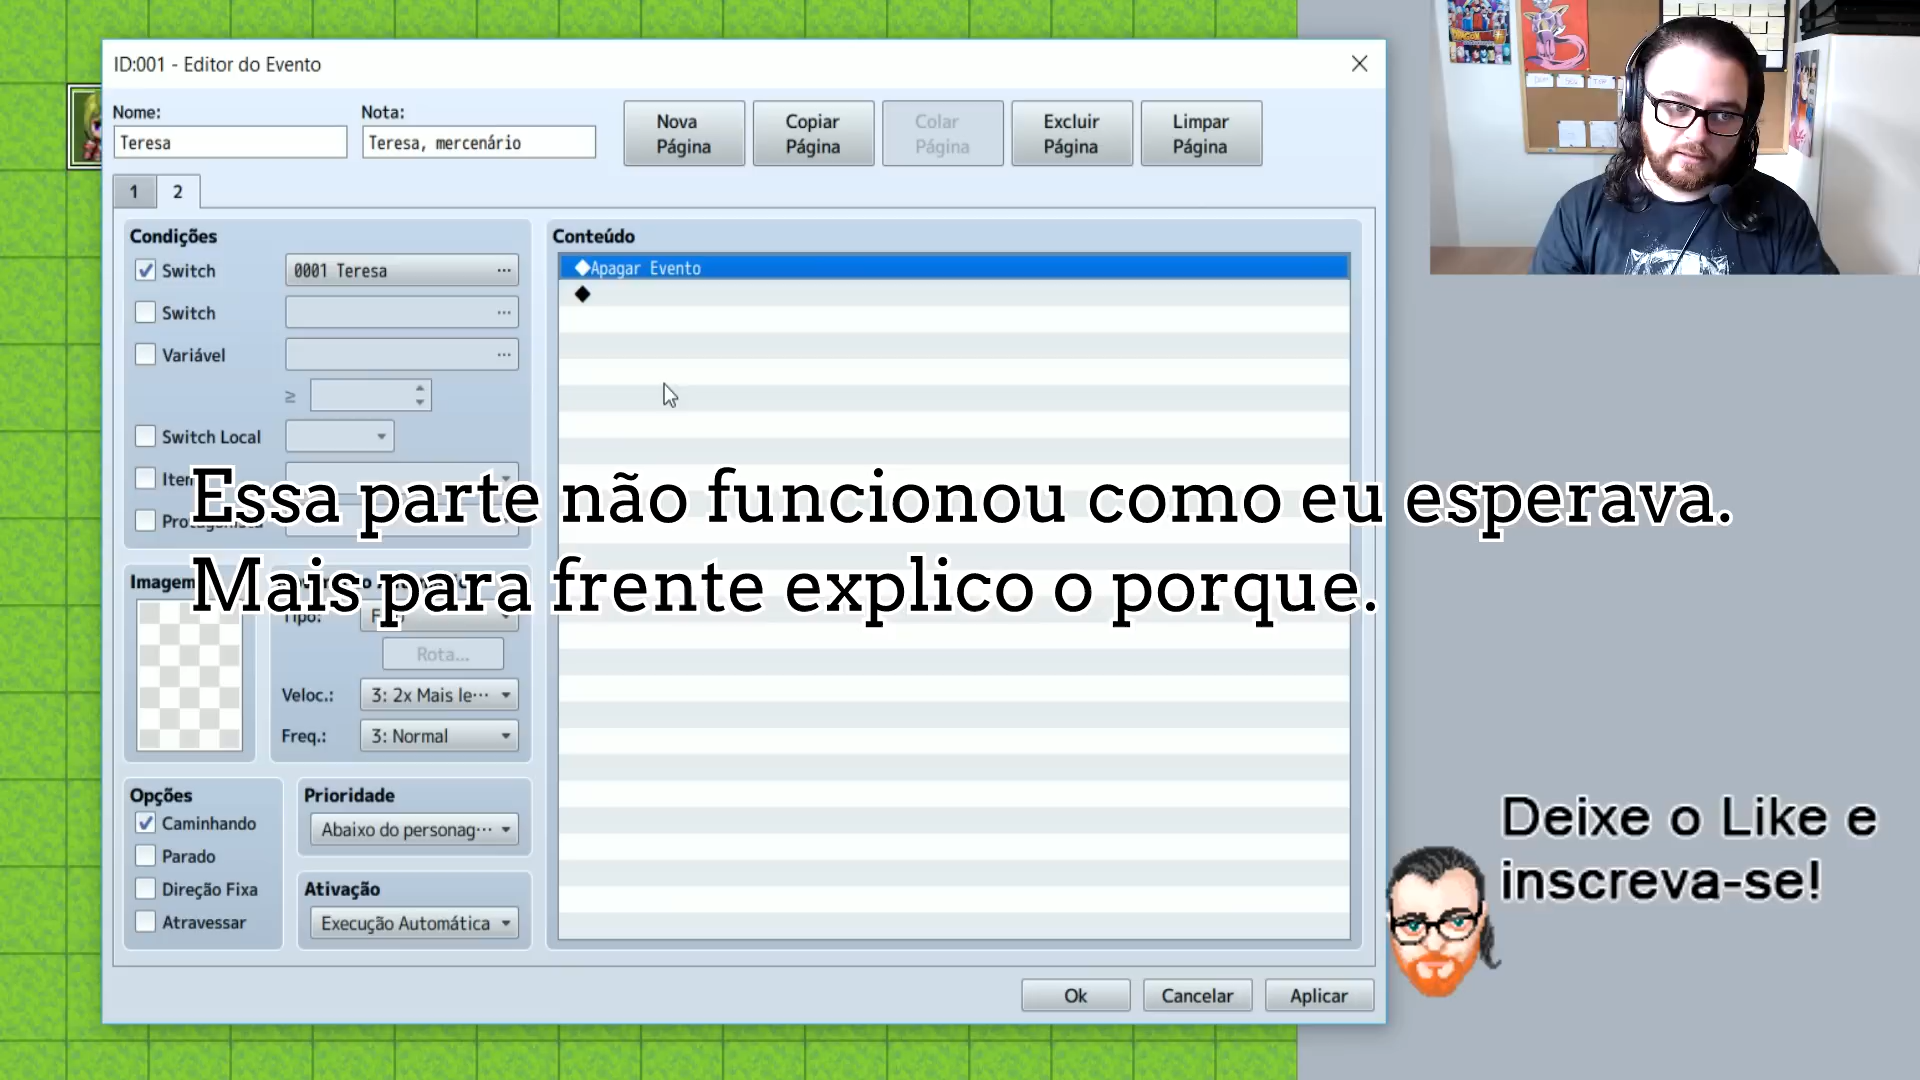 ID:001 - Editor do Evento
Nome:
Nota:
Teresa
Teresa, mercenário
Nova Página
Copiar Página
Colar Página
Excluir Página
Limpar Página
1
2
Condições
Switch
0001 Teresa
...
Switch
...
Variável
...
≥
Switch Local
Conteúdo
◆Apagar Evento
◆
Essa parte não funcionou como eu esperava.
Mais para frente explico o porque.
Imagem
Tipo:
Rota...
Veloc.:
3: 2x Mais le...
Freq.:
3: Normal
Opções
Caminhando
Parado
Direção Fixa
Atravessar
Prioridade
Abaixo do personag...
Ativação
Execução Automática
Ok
Cancelar
Aplicar
Deixe o Like e
inscreva-se!